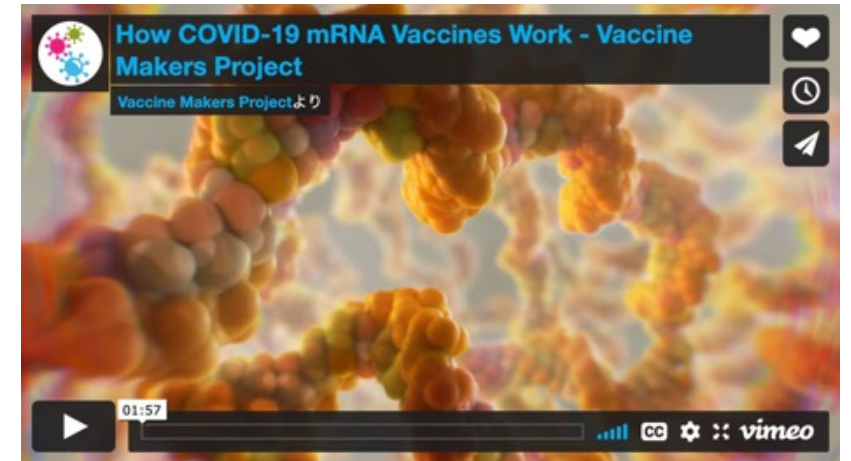 How COVID-19 mRNA Vaccines Work - Vaccine
Makers Project
Vaccine Makers Projectより
01:57
CC
vimeo